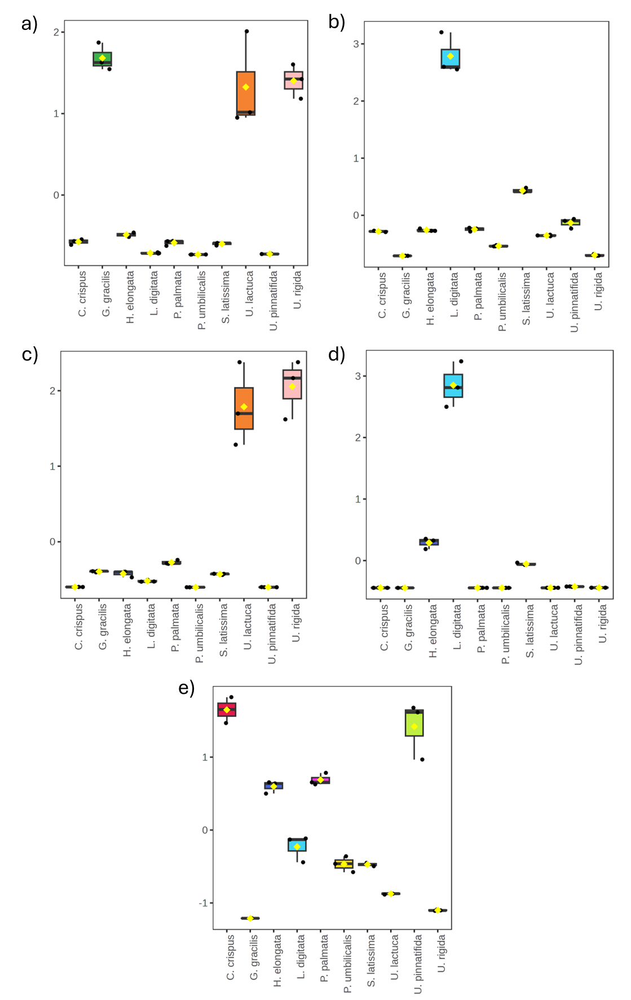 a)
2
1
0
C. crispus
G. gracilis
H. elongata
L. digitata
P. palmata
P. umbilicalis
S. latissima
U. lactuca
U. pinnatifida
U. rigida
b)
3
2
1
0
C. crispus
G. gracilis
H. elongata
L. digitata
P. palmata
P. umbilicalis
S. latissima
U. lactuca
U. pinnatifida
U. rigida
c)
2
1
0
C. crispus
G. gracilis
H. elongata
L. digitata
P. palmata
P. umbilicalis
S. latissima
U. lactuca
U. pinnatifida
U. rigida
d)
3
2
1
0
C. crispus
G. gracilis
H. elongata
L. digitata
P. palmata
P. umbilicalis
S. latissima
U. lactuca
U. pinnatifida
U. rigida
e)
1
0
-1
C. crispus
G. gracilis
H. elongata
L. digitata
P. palmata
P. umbilicalis
S. latissima
U. lactuca
U. pinnatifida
U. rigida